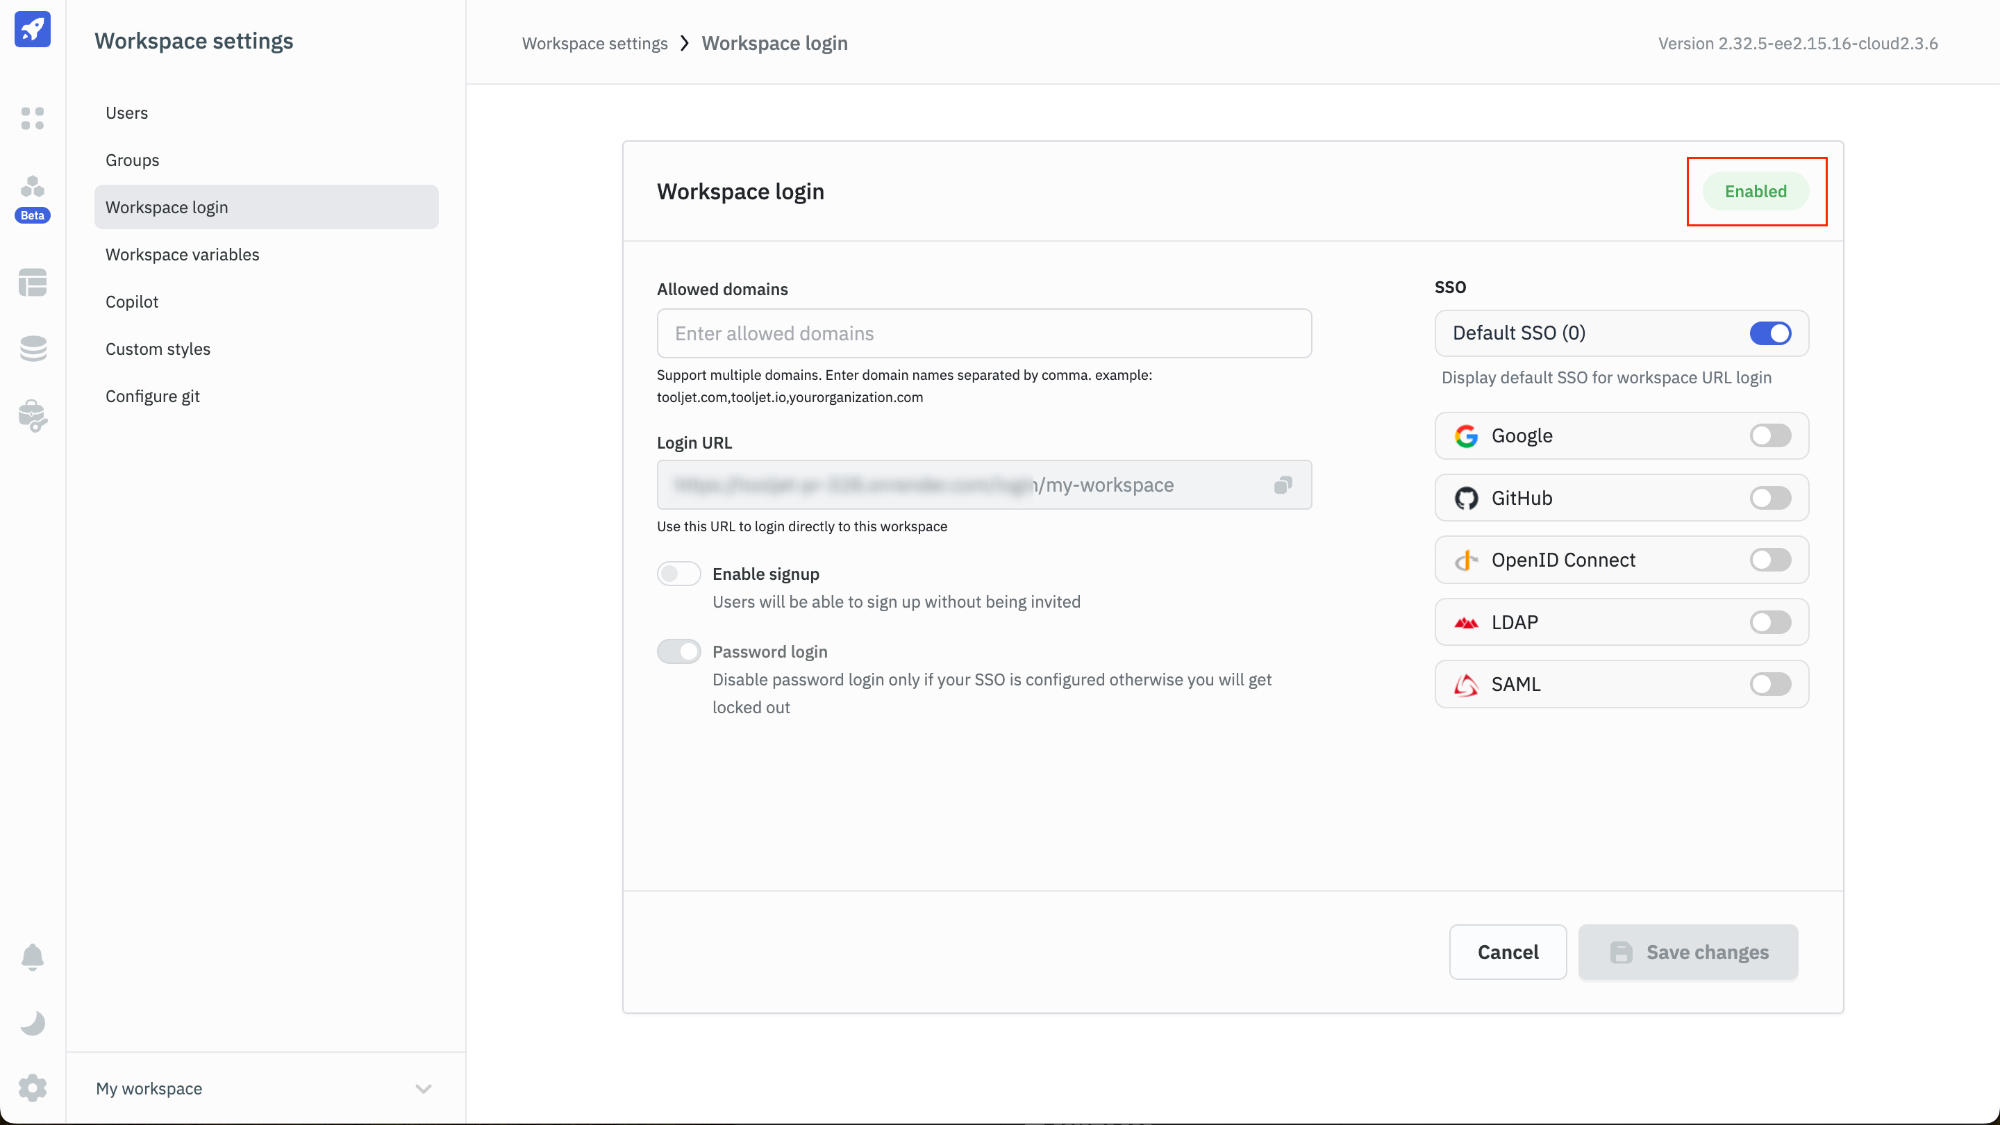 Workspace settings
Workspace settings
Workspace login
Version 2.32.5-ee2.15.16-cloud2.3.6
Users
Groups
Workspace login
Workspace variables
Copilot
Custom styles
Configure git
Beta
Workspace login
Enabled
Allowed domains
Enter allowed domains
Support multiple domains. Enter domain names separated by comma. example:
tooljet.com,tooljet.io,yourorganization.com
Login URL
/my-workspace
Use this URL to login directly to this workspace
Enable signup
Users will be able to sign up without being invited
Password login
Disable password login only if your SSO is configured otherwise you will get
locked out
SSO
Default SSO (0)
Display default SSO for workspace URL login
Google
GitHub
OpenID Connect
LDAP
SAML
Cancel
Save changes
My workspace